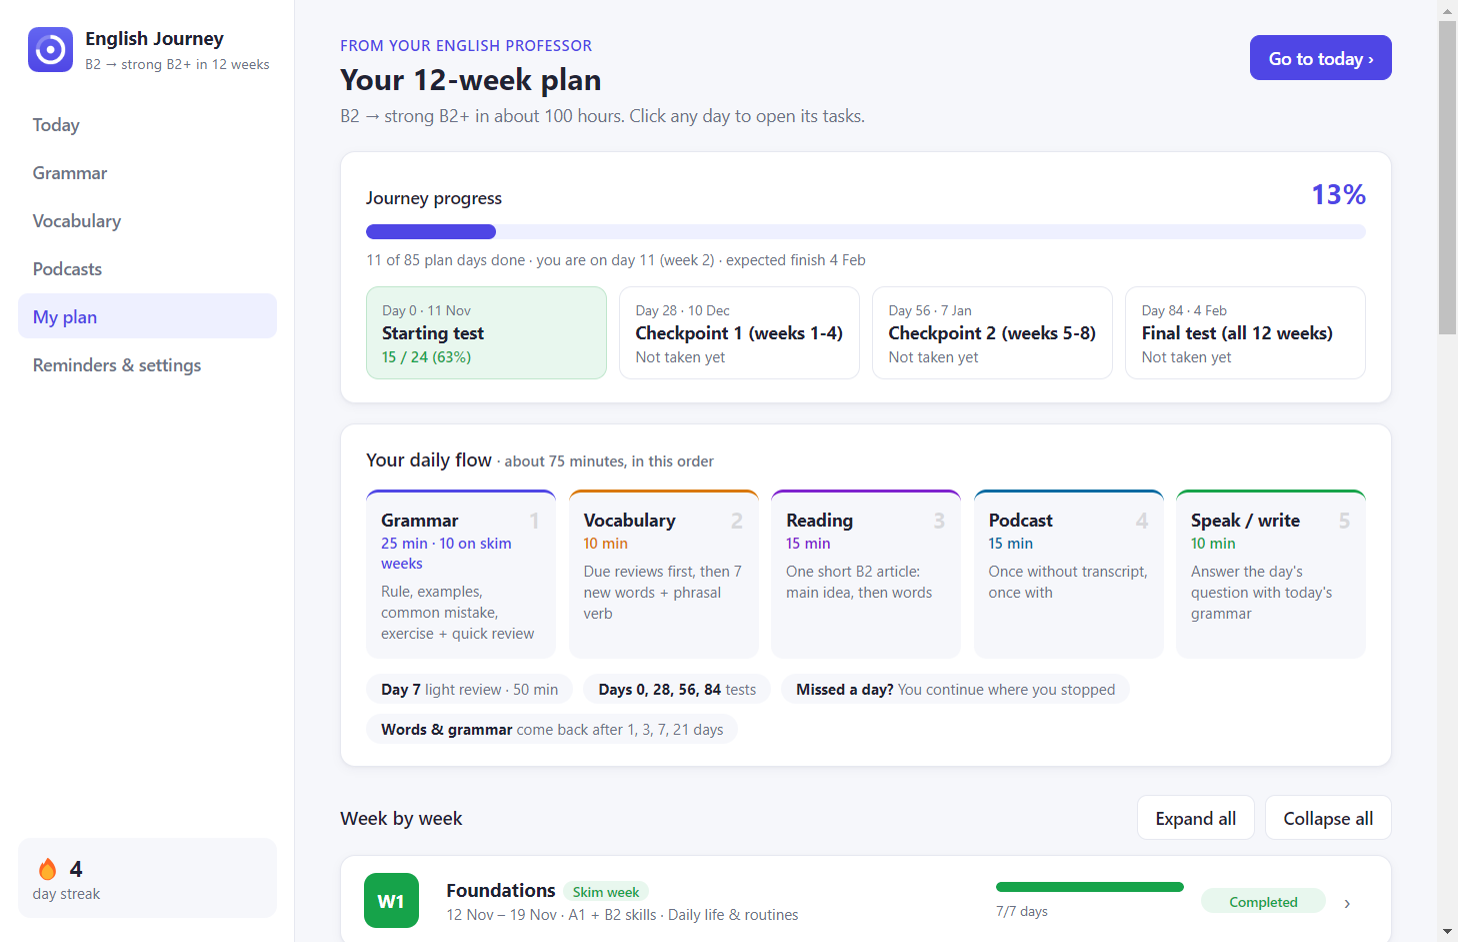 English Journey
B2 → strong B2+ in 12 weeks
Today
Grammar
Vocabulary
Podcasts
My plan
Reminders & settings
4
day streak
FROM YOUR ENGLISH PROFESSOR
Your 12-week plan
B2 → strong B2+ in about 100 hours. Click any day to open its tasks.
Go to today ›
Journey progress
13%
11 of 85 plan days done · you are on day 11 (week 2) · expected finish 4 Feb
Day 0 · 11 Nov
Starting test
15 / 24 (63%)
Day 28 · 10 Dec
Checkpoint 1 (weeks 1-4)
Not taken yet
Day 56 · 7 Jan
Checkpoint 2 (weeks 5-8)
Not taken yet
Day 84 · 4 Feb
Final test (all 12 weeks)
Not taken yet
Your daily flow · about 75 minutes, in this order
Grammar 1
25 min · 10 on skim
weeks
Rule, examples,
common mistake,
exercise + quick review
Vocabulary 2
10 min
Due reviews first, then 7
new words + phrasal
verb
Reading 3
15 min
One short B2 article:
main idea, then words
Podcast 4
15 min
Once without transcript,
once with
Speak / write 5
10 min
Answer the day's
question with today's
grammar
Day 7 light review · 50 min
Days 0, 28, 56, 84 tests
Missed a day? You continue where you stopped
Words & grammar come back after 1, 3, 7, 21 days
Week by week
Expand all
Collapse all
W1
Foundations Skim week
12 Nov – 19 Nov · A1 + B2 skills · Daily life & routines
7/7 days
Completed ›